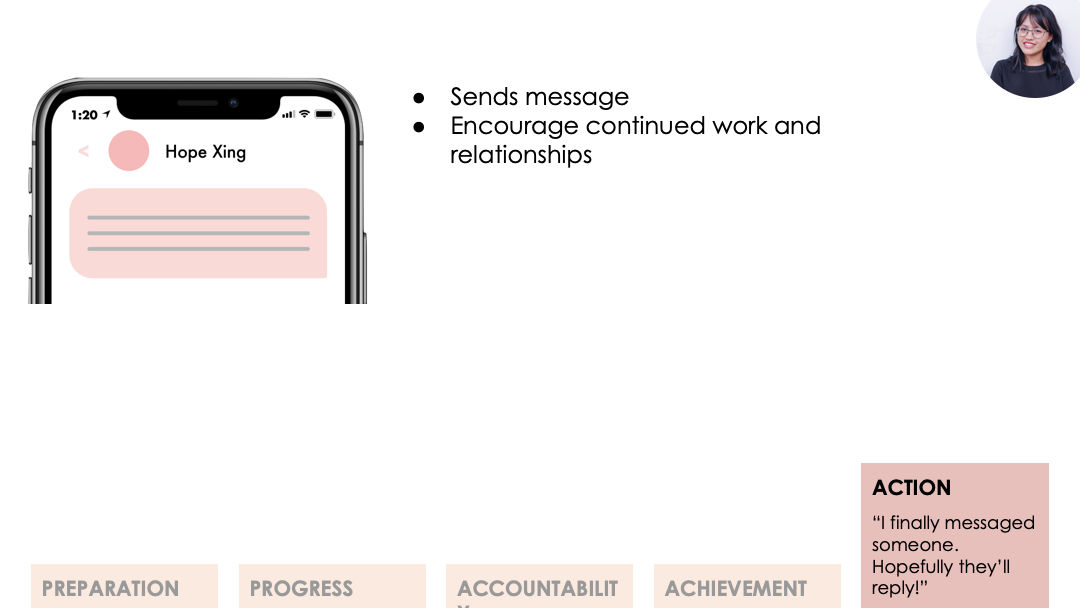 1:20
Hope Xing
● Sends message
● Encourage continued work and
relationships
ACTION
“I finally messaged
someone.
Hopefully they’ll
reply!”
PREPARATION
PROGRESS
ACCOUNTABILIT
Y
ACHIEVEMENT